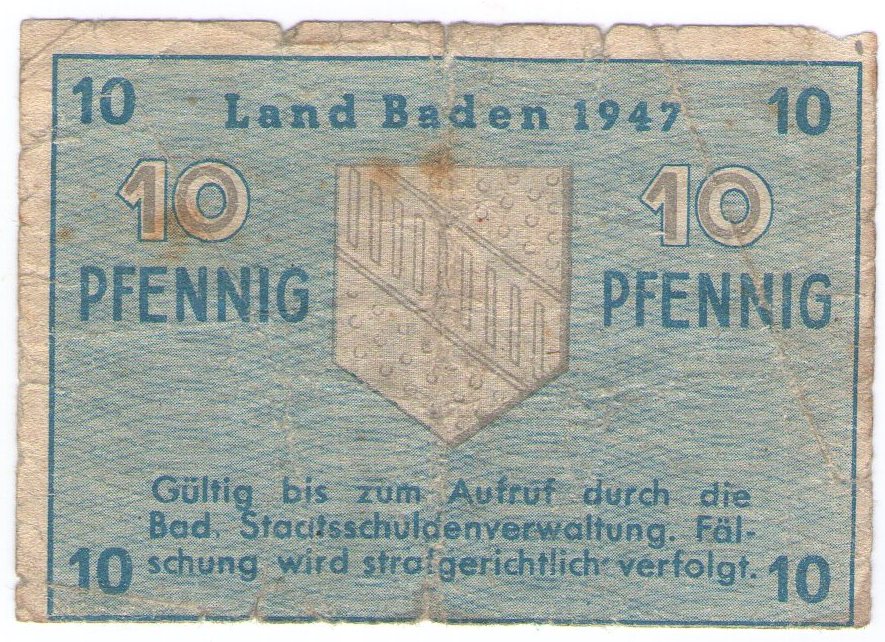 10 Land Baden 1947 10
10 10
PFENNIG PFENNIG
Gültig bis zum Aufruf durch die
Bad. Staatsschuldenverwaltung. Fäl-
10 schung wird strafgerichtlich verfolgt. 10